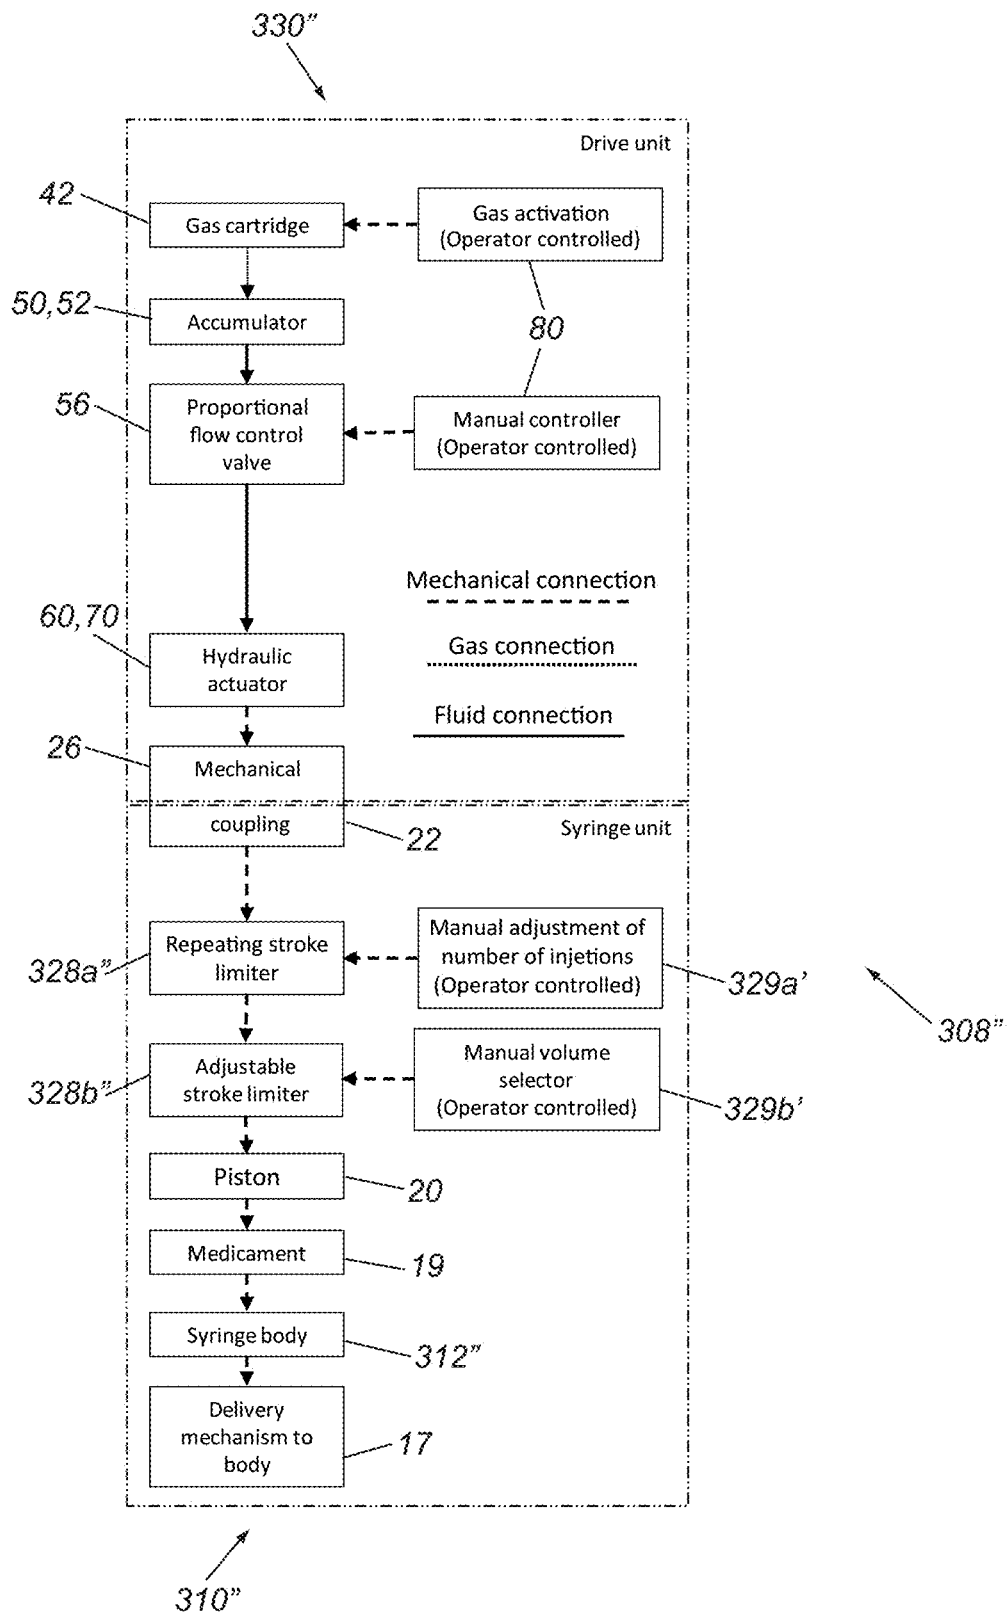 330”
Drive unit
42
Gas cartridge
Gas activation
(Operator controlled)
50,52
Accumulator
80
56
Proportional
flow control
valve
Manual controller
(Operator controlled)
Mechanical connection
60,70
Gas connection
Hydraulic
actuator
Fluid connection
26
Mechanical
coupling
22
Syringe unit
328a”
Repeating stroke
limiter
Manual adjustment of
number of injetions
(Operator controlled)
329a’
308”
328b”
Adjustable
stroke limiter
Manual volume
selector
(Operator controlled)
329b’
Piston
20
Medicament
19
Syringe body
312”
Delivery
mechanism to
body
17
310”